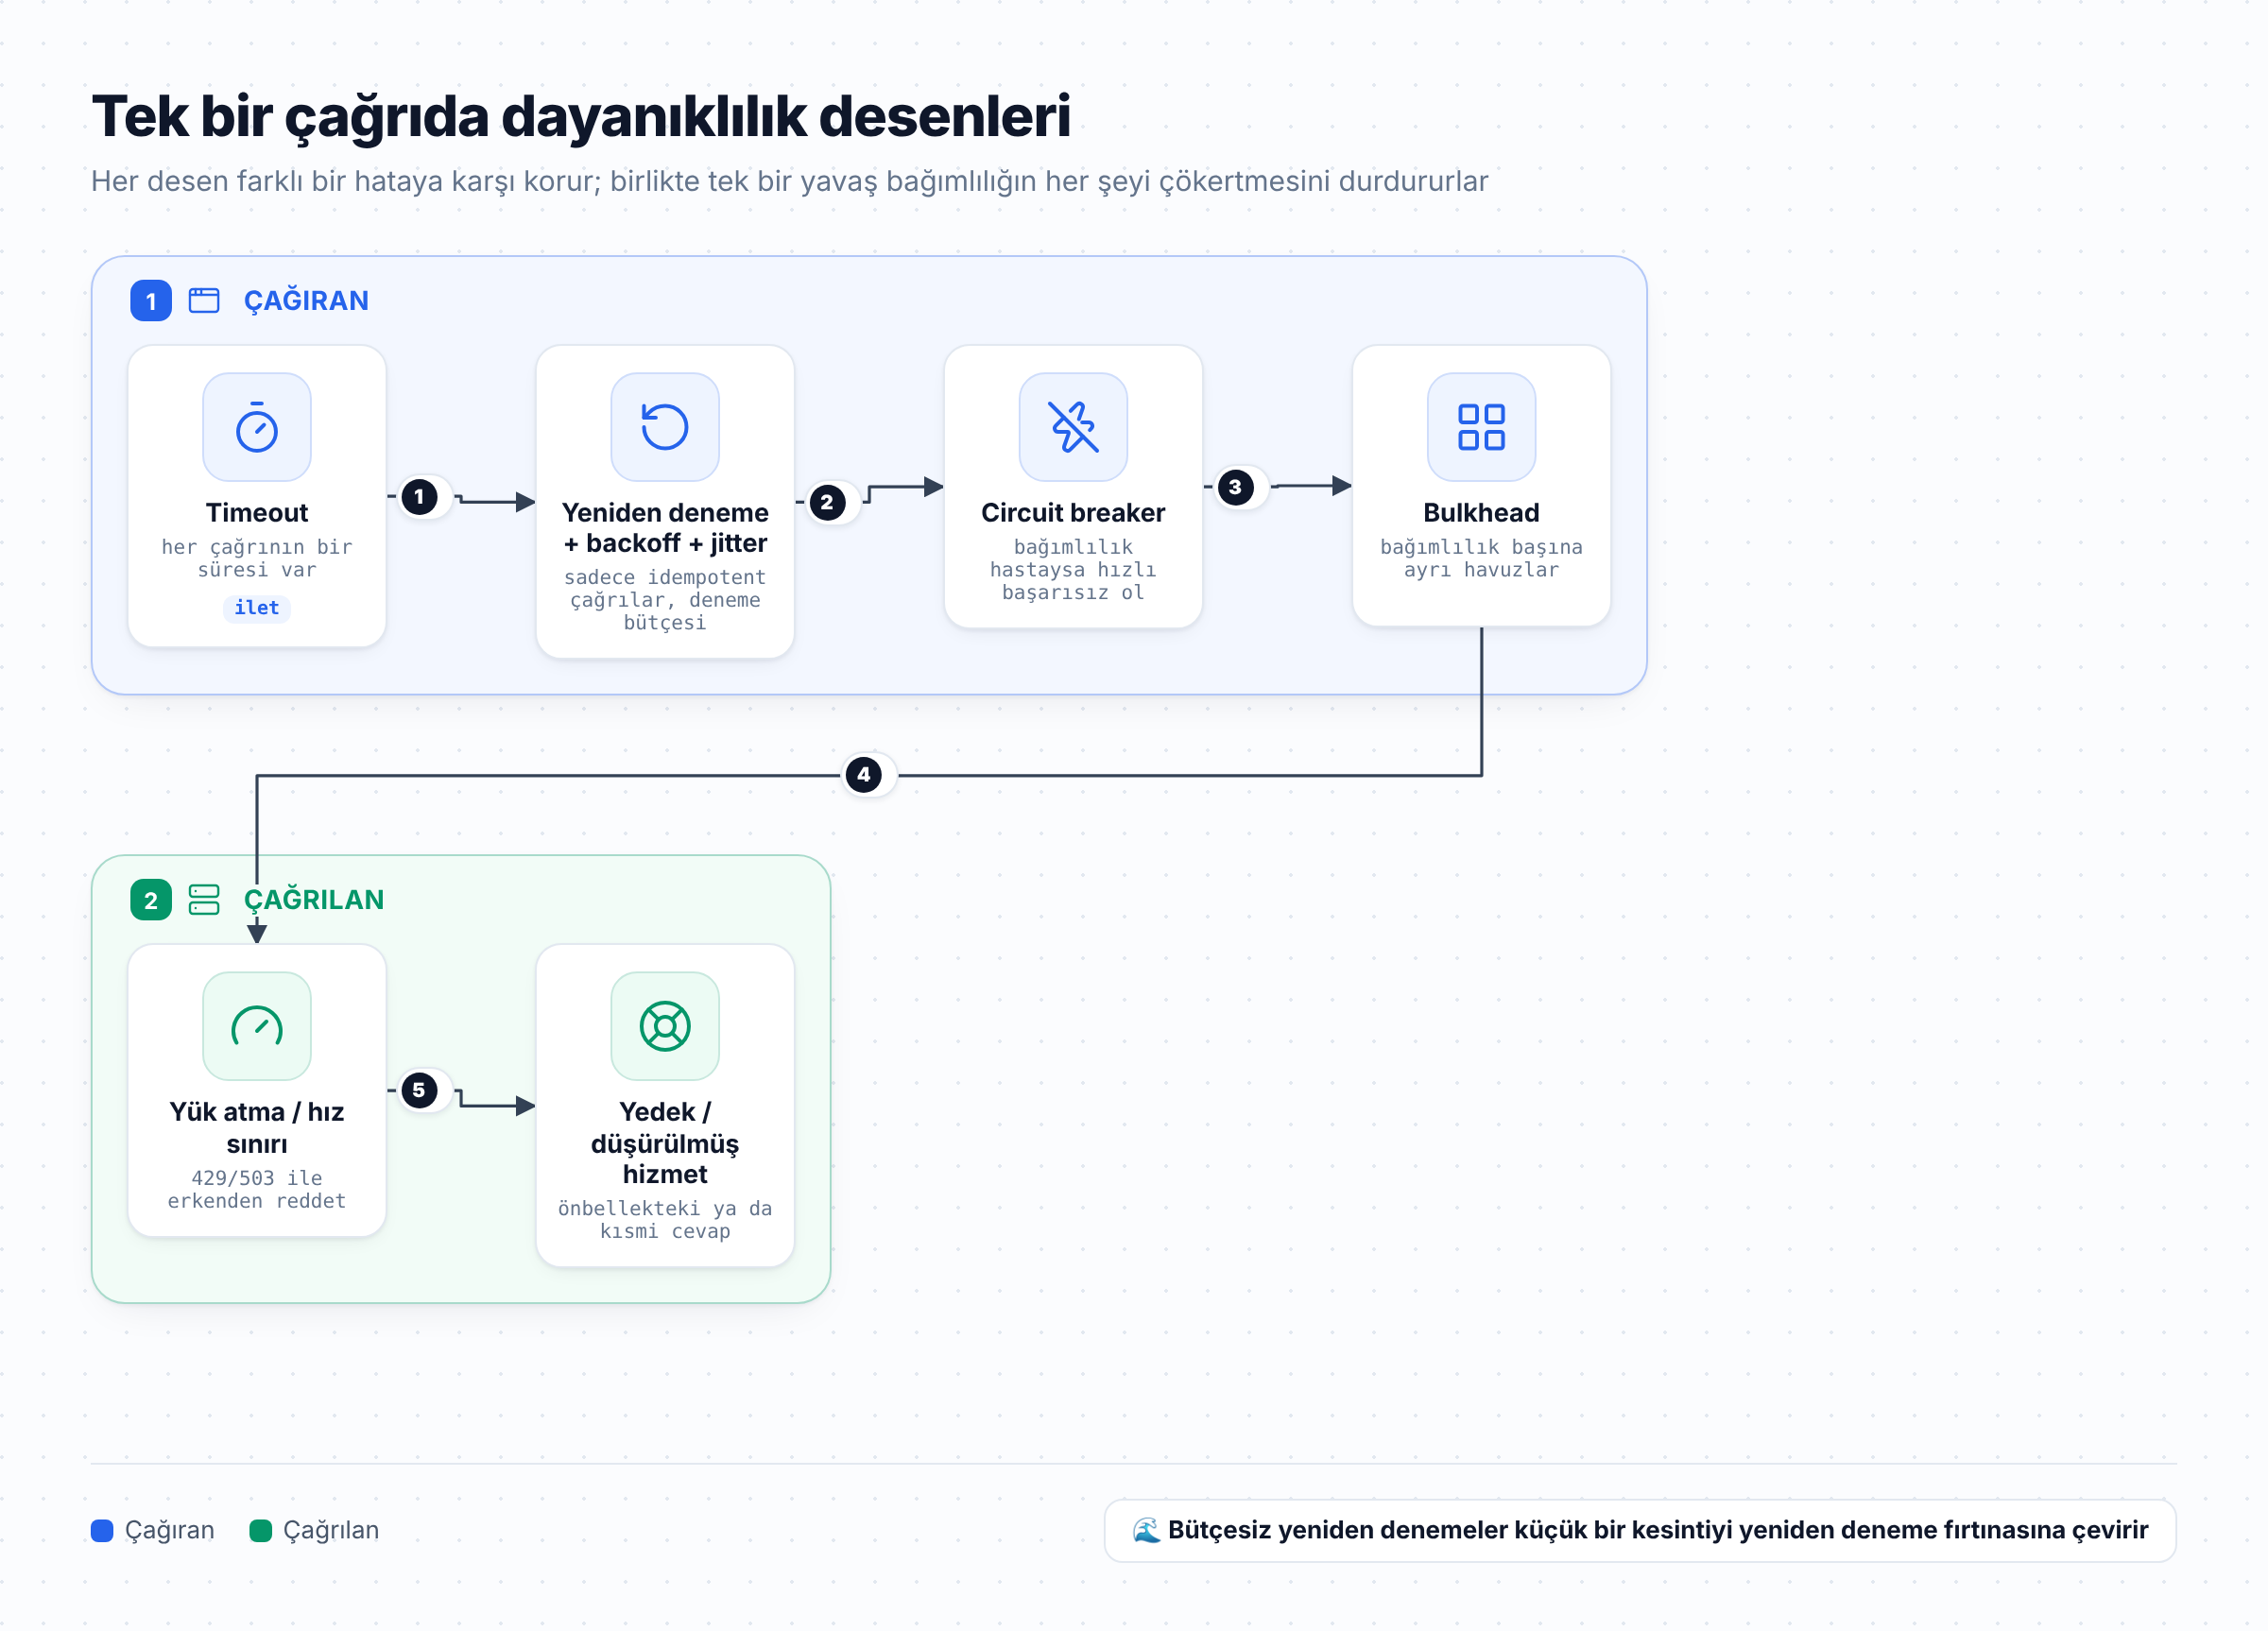 Tek bir çağrıda dayanıklılık desenleri
Her desen farklı bir hataya karşı korur; birlikte tek bir yavaş bağımlılığın her şeyi çökertmesini durdururlar
1 ÇAĞIRAN
Timeout
her çağrının bir
süresi var
ilet
1
Yeniden deneme
+ backoff + jitter
sadece idempotent
çağrılar, deneme
bütçesi
2
Circuit breaker
bağımlılık
hastaysa hızlı
başarısız ol
3
Bulkhead
bağımlılık başına
ayrı havuzlar
4
2 ÇAĞRILAN
Yük atma / hız
sınırı
429/503 ile
erkenden reddet
5
Yedek /
düşürülmüş
hizmet
önbellekteki ya da
kısmi cevap
Çağıran
Çağrılan
🌊 Bütçesiz yeniden denemeler küçük bir kesintiyi yeniden deneme fırtınasına çevirir